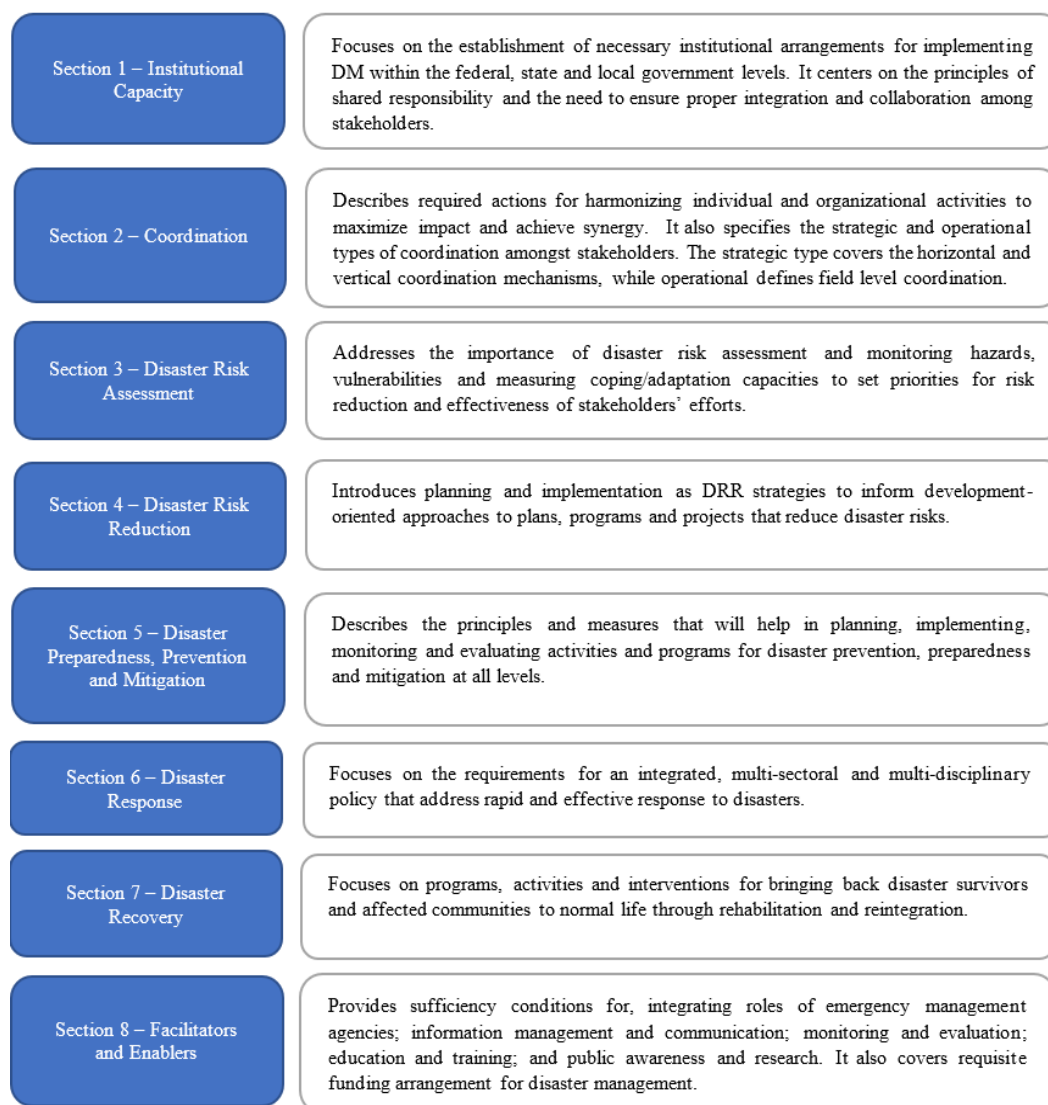 Section 1 – Institutional
Capacity
Focuses on the establishment of necessary institutional arrangements for implementing
DM within the federal, state and local government levels. It centers on the principles of
shared responsibility and the need to ensure proper integration and collaboration among
stakeholders.
Section 2 – Coordination
Describes required actions for harmonizing individual and organizational activities to
maximize impact and achieve synergy. It also specifies the strategic and operational
types of coordination amongst stakeholders. The strategic type covers the horizontal and
vertical coordination mechanisms, while operational defines field level coordination.
Section 3 – Disaster Risk
Assessment
Addresses the importance of disaster risk assessment and monitoring hazards,
vulnerabilities and measuring coping/adaptation capacities to set priorities for risk
reduction and effectiveness of stakeholders’ efforts.
Section 4 – Disaster Risk
Reduction
Introduces planning and implementation as DRR strategies to inform development-
oriented approaches to plans, programs and projects that reduce disaster risks.
Section 5 – Disaster
Preparedness, Prevention
and Mitigation
Describes the principles and measures that will help in planning, implementing,
monitoring and evaluating activities and programs for disaster prevention, preparedness
and mitigation at all levels.
Section 6 – Disaster
Response
Focuses on the requirements for an integrated, multi-sectoral and multi-disciplinary
policy that address rapid and effective response to disasters.
Section 7 – Disaster
Recovery
Focuses on programs, activities and interventions for bringing back disaster survivors
and affected communities to normal life through rehabilitation and reintegration.
Section 8 – Facilitators
and Enablers
Provides sufficiency conditions for, integrating roles of emergency management
agencies; information management and communication; monitoring and evaluation;
education and training; and public awareness and research. It also covers requisite
funding arrangement for disaster management.